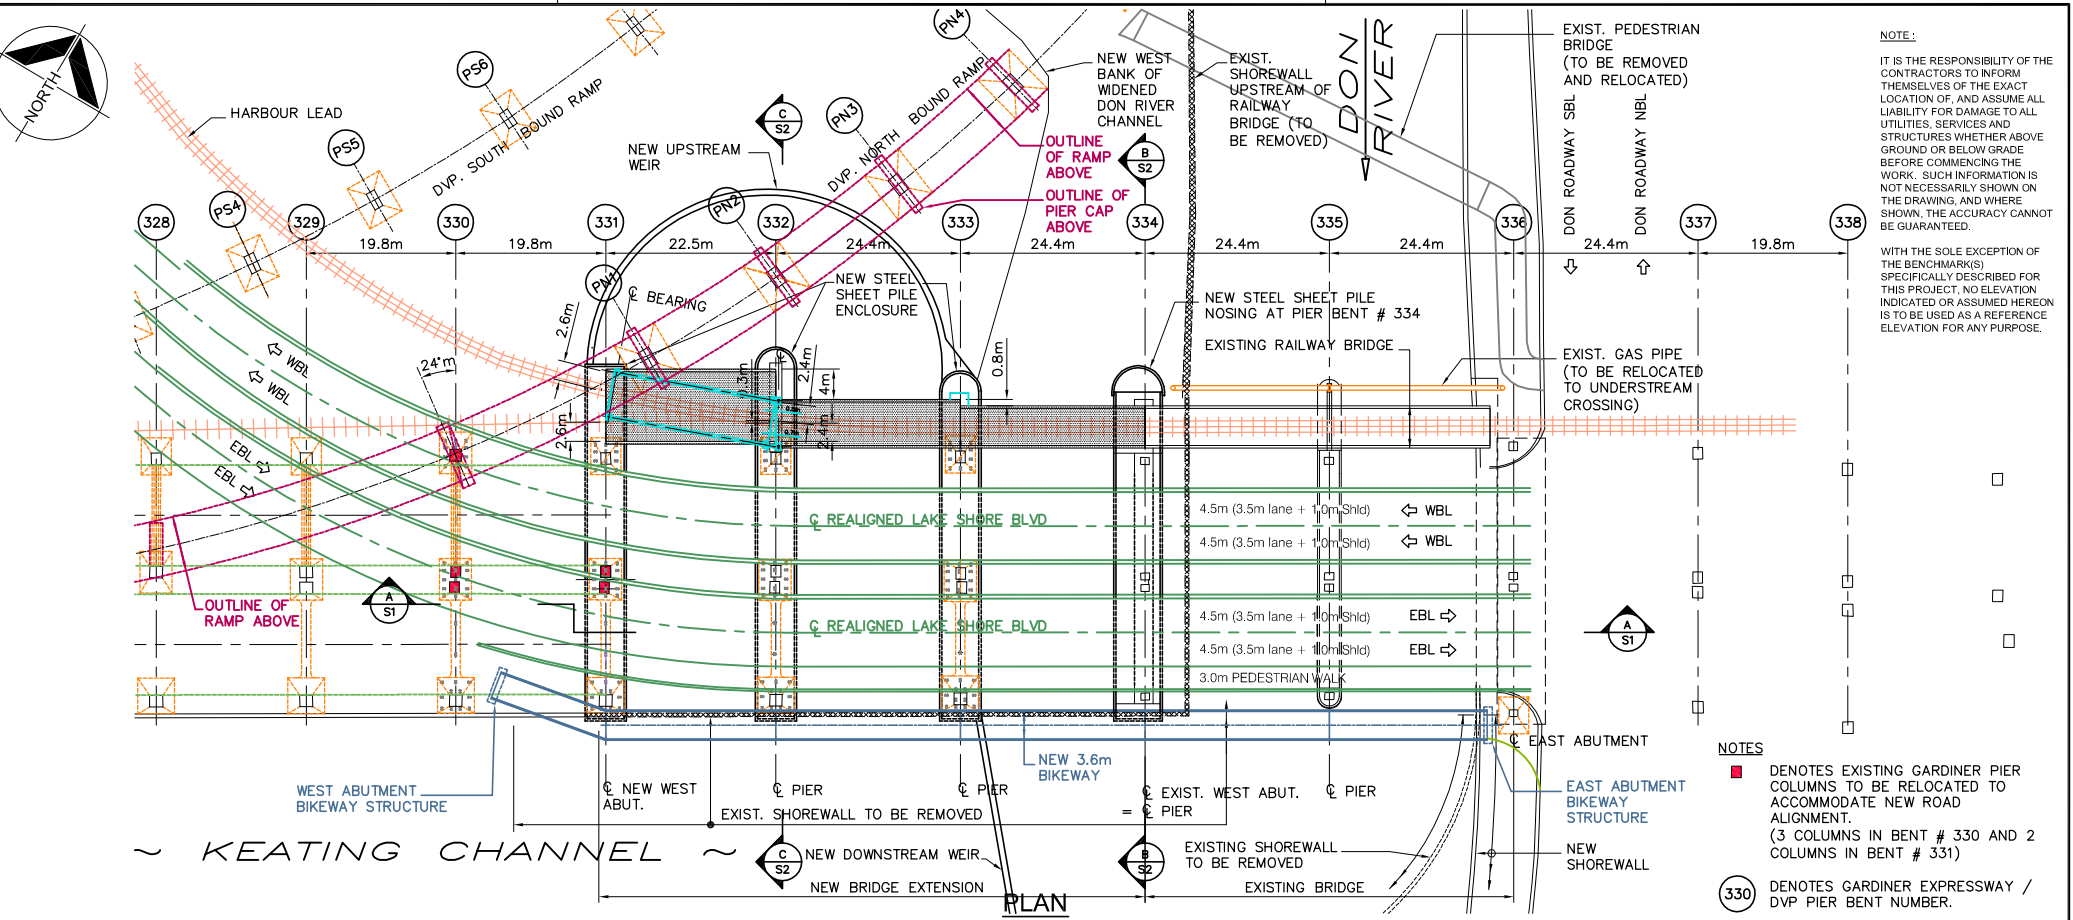 NORTH
HARBOUR LEAD
PS4
PS5
PS6
DVP. SOUTH BOUND RAMP
PN4
PN3
PN2
PN1
DVP. NORTH BOUND RAMP
NEW UPSTREAM
WEIR
C
S2
NEW WEST
BANK OF
WIDENED
DON RIVER
CHANNEL
B
S2
EXIST.
SHOREWALL
UPSTREAM OF
RAILWAY
BRIDGE (TO
BE REMOVED)
DON
RIVER
EXIST. PEDESTRIAN
BRIDGE
(TO BE REMOVED
AND RELOCATED)
DON ROADWAY SBL
DON ROADWAY NBL
OUTLINE
OF RAMP
ABOVE
OUTLINE OF
PIER CAP
ABOVE
NOTE:
IT IS THE RESPONSIBILITY OF THE
CONTRACTORS TO INFORM
THEMSELVES OF THE EXACT
LOCATION OF, AND ASSUME ALL
LIABILITY FOR DAMAGE TO ALL
UTILITIES, SERVICES AND
STRUCTURES WHETHER ABOVE
GROUND OR BELOW GRADE
BEFORE COMMENCING THE
WORK. SUCH INFORMATION IS
NOT NECESSARILY SHOWN ON
THE DRAWING, AND WHERE
SHOWN, THE ACCURACY CANNOT
BE GUARANTEED.
WITH THE SOLE EXCEPTION OF
THE BENCHMARK(S)
SPECIFICALLY DESCRIBED FOR
THIS PROJECT, NO ELEVATION
INDICATED OR ASSUMED HEREON
IS TO BE USED AS A REFERENCE
ELEVATION FOR ANY PURPOSE.
328
329
330
331
332
333
334
335
336
337
338
19.8m
19.8m
22.5m
24.4m
24.4m
24.4m
24.4m
24.4m
19.8m
℄ BEARING
NEW STEEL
SHEET PILE
ENCLOSURE
NEW STEEL SHEET PILE
NOSING AT PIER BENT # 334
EXISTING RAILWAY BRIDGE
EXIST. GAS PIPE
(TO BE RELOCATED
TO UNDERSTREAM
CROSSING)
2.6m
24°m
2.4m
4m
0.8m
2.6m
2.4m
WBL
WBL
EBL
EBL
℄ REALIGNED LAKE SHORE BLVD
4.5m (3.5m lane + 1.0m Shld)
WBL
4.5m (3.5m lane + 1.0m Shld)
WBL
OUTLINE OF
RAMP ABOVE
A
S1
℄ REALIGNED LAKE SHORE BLVD
4.5m (3.5m lane + 1.0m Shld)
EBL
4.5m (3.5m lane + 1.0m Shld)
EBL
A
S1
3.0m PEDESTRIAN WALK
WEST ABUTMENT
BIKEWAY STRUCTURE
NEW 3.6m
BIKEWAY
℄ EAST ABUTMENT
EAST ABUTMENT
BIKEWAY
STRUCTURE
℄ NEW WEST
ABUT.
℄ PIER
℄ PIER
℄ EXIST. WEST ABUT.
= ℄ PIER
℄ PIER
EXIST. SHOREWALL TO BE REMOVED
~ KEATING CHANNEL ~
C
S2
NEW DOWNSTREAM WEIR
B
S2
EXISTING SHOREWALL
TO BE REMOVED
NEW
SHOREWALL
NEW BRIDGE EXTENSION
EXISTING BRIDGE
PLAN
NOTES
DENOTES EXISTING GARDINER PIER
COLUMNS TO BE RELOCATED TO
ACCOMMODATE NEW ROAD
ALIGNMENT.
(3 COLUMNS IN BENT # 330 AND 2
COLUMNS IN BENT # 331)
330
DENOTES GARDINER EXPRESSWAY /
DVP PIER BENT NUMBER.